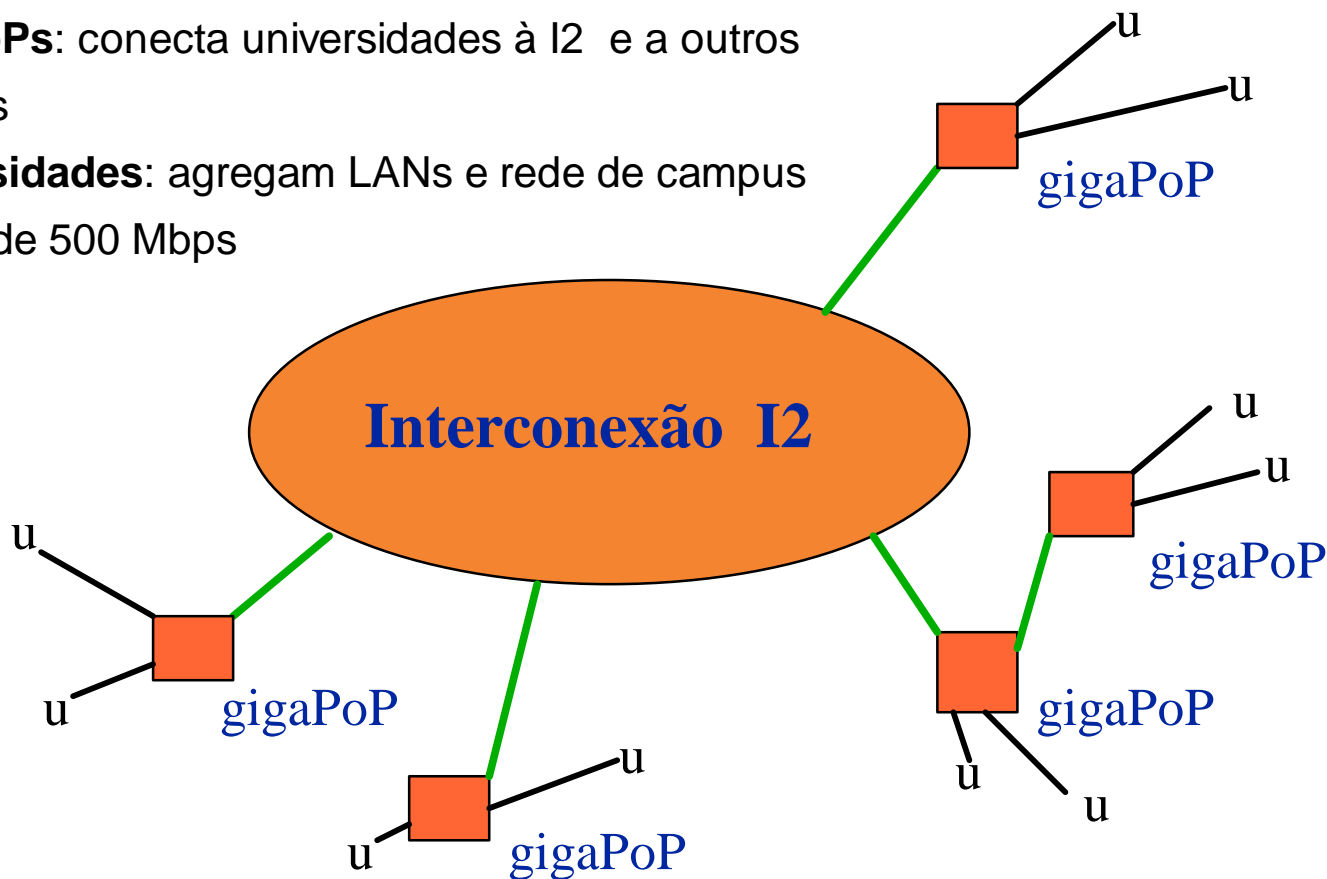 Ps: conecta universidades à I2 e a outros
s
sidades: agregam LANs e rede de campus
de 500 Mbps
u
u
gigaPoP
Interconexão I2
u
u
gigaPoP
u
u
gigaPoP
gigaPoP
u
u
u
u
gigaPoP